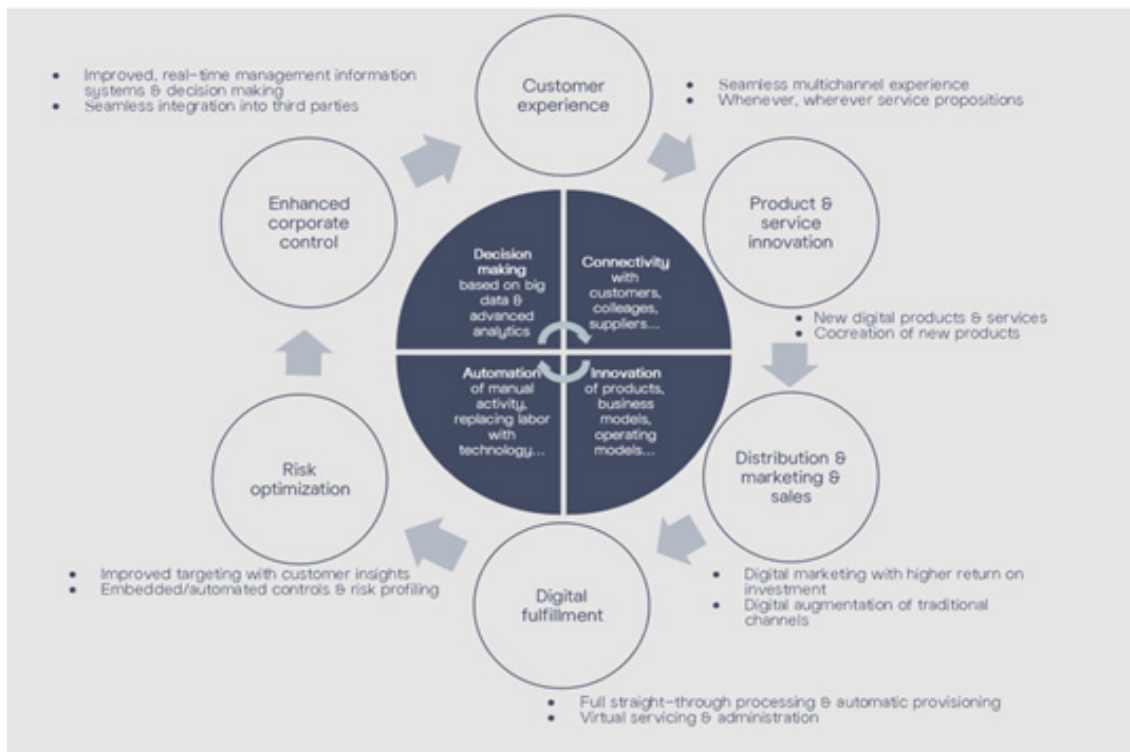 Customer
experience
• Improved, real-time management information
systems & decision making
• Seamless integration into third parties
• Seamless multichannel experience
• Whenever, wherever service propositions
Enhanced
corporate
control
Product &
service
innovation
Decision
making
based on big
data &
advanced
analytics
Connectivity
with
customers,
colleages,
suppliers...
• New digital products & services
• Cocreation of new products
Automation
of manual
activity,
replacing labor
with
technology...
Innovation
of products,
business
models,
operating
models...
Risk
optimization
Distribution &
marketing &
sales
• Improved targeting with customer insights
• Embedded/automated controls & risk profiling
Digital
fulfillment
• Digital marketing with higher return on
investment
• Digital augmentation of traditional
channels
• Full straight-through processing & automatic provisioning
• Virtual servicing & administration